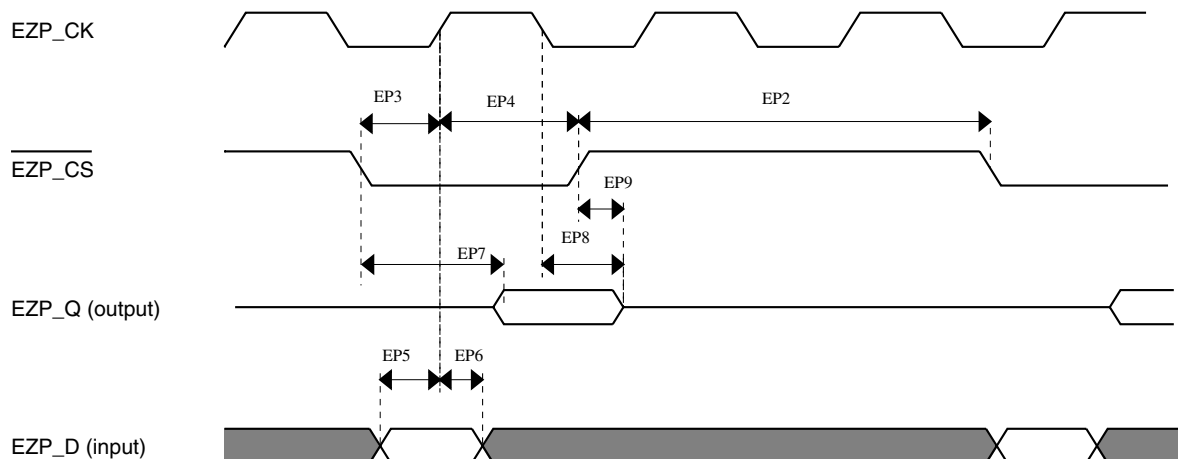 EZP_CK
EP3
EP4
EP2
EZP_CS
EP9
EP8
EP7
EZP_Q (output)
EP5
EP6
EZP_D (input)